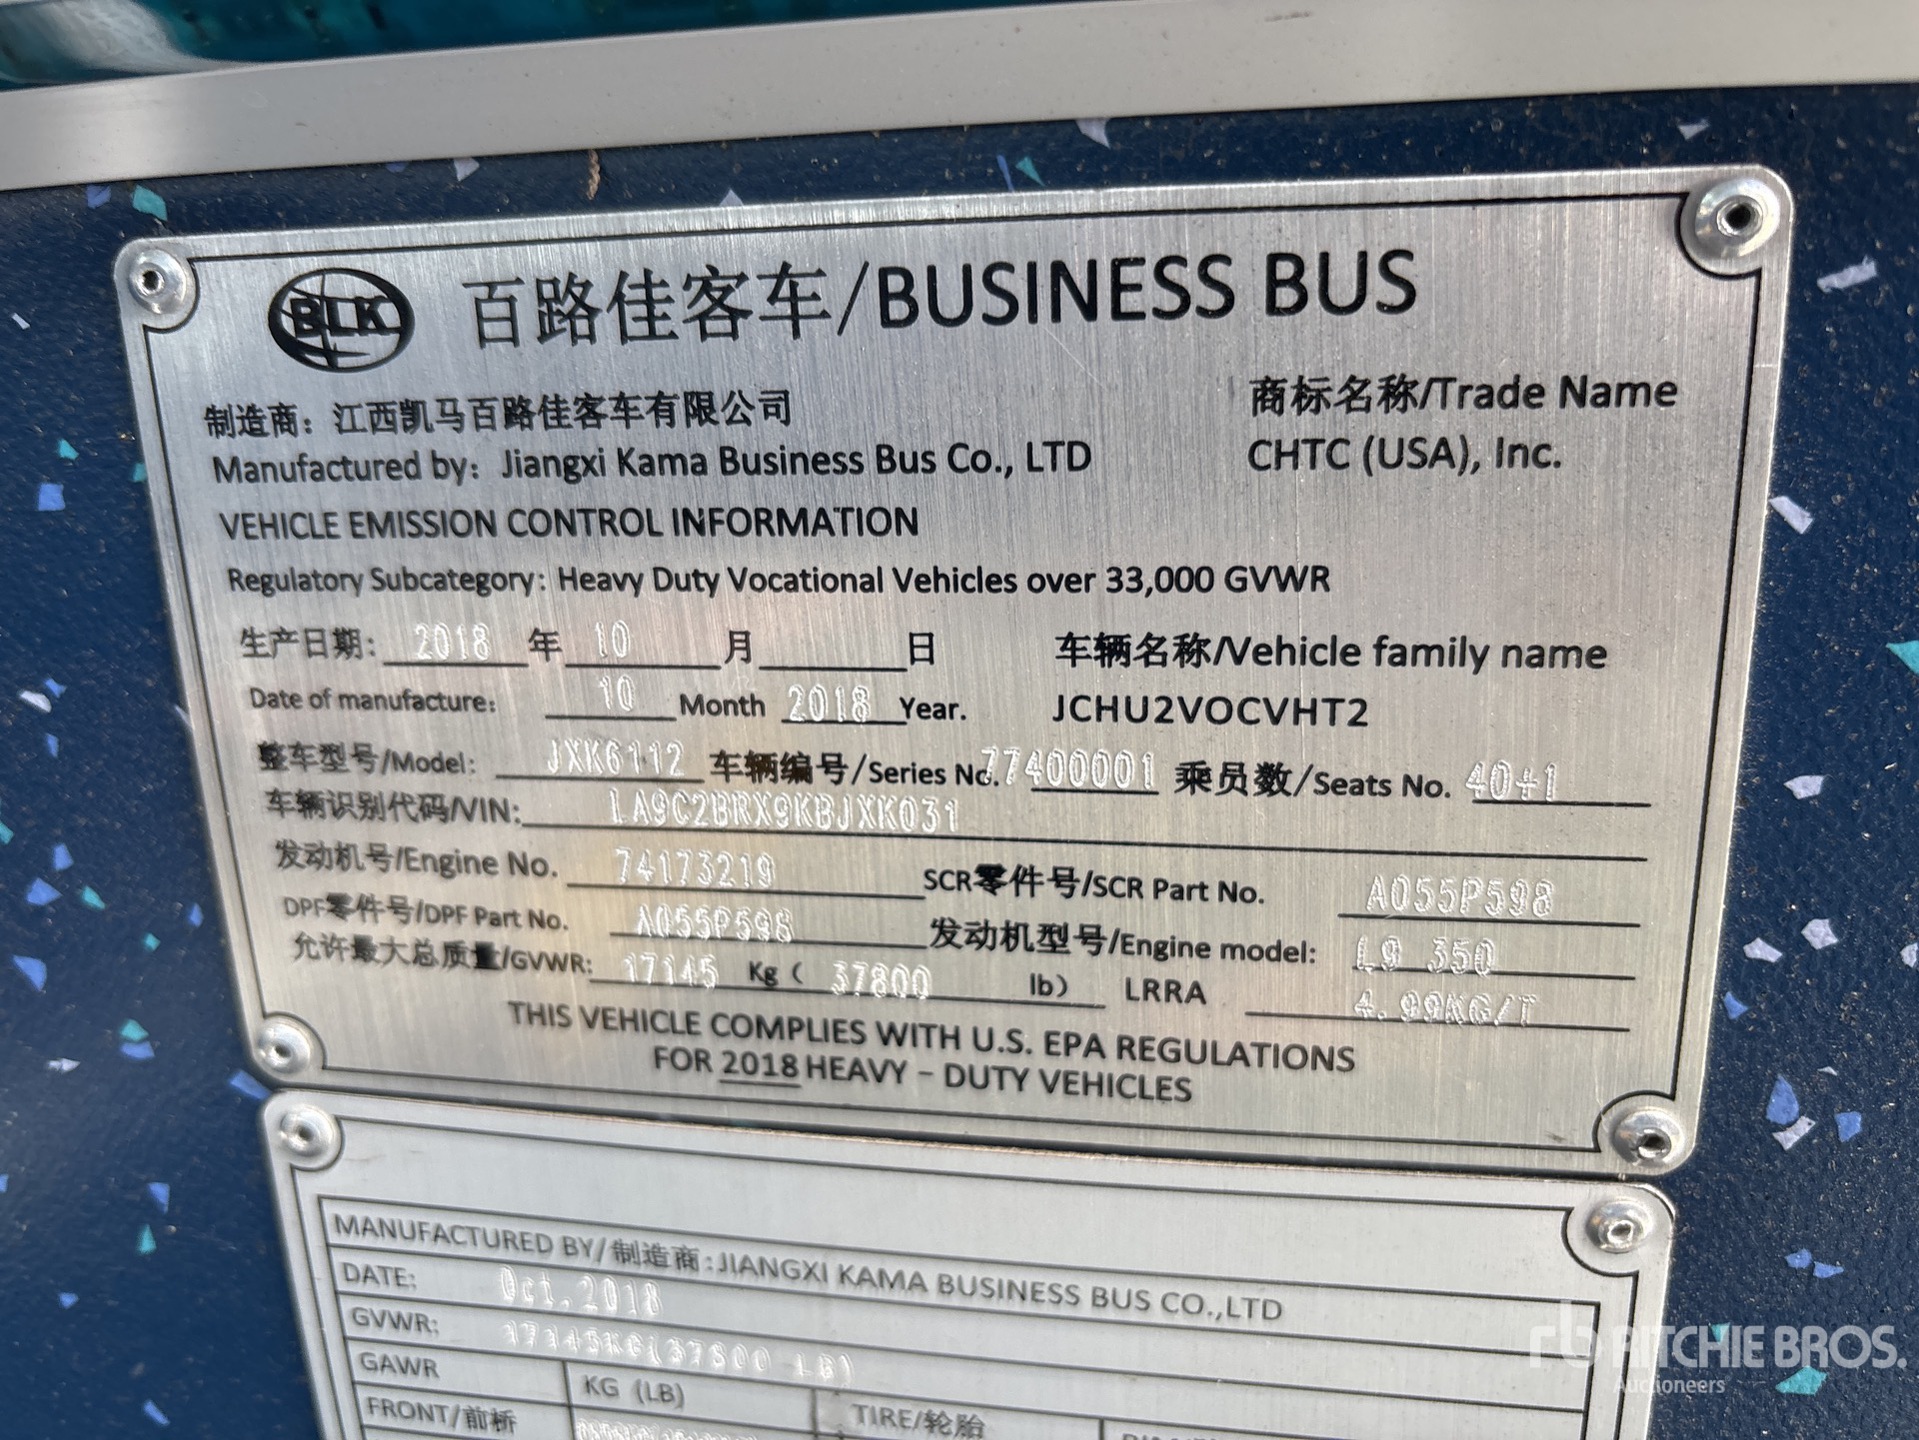 BLK 百路佳客车/BUSINESS BUS
制造商：江西凯马百路佳客车有限公司 商标名称/Trade Name
Manufactured by：Jiangxi Kama Business Bus Co., LTD CHTC (USA), Inc.
VEHICLE EMISSION CONTROL INFORMATION
Regulatory Subcategory: Heavy Duty Vocational Vehicles over 33,000 GVWR
生产日期: 2018 年 10 月 日 车辆名称/Vehicle family name
Date of manufacture: 10 Month 2018 Year. JCHU2VOCVHT2
整车型号/Model: JXK6112 车辆编号/Series No. 77400001 乘员数/Seats No. 40+1
车辆识别代码/VIN: LA9C2BRX9KBJXK031
发动机号/Engine No. 74173219 SCR零件号/SCR Part No. A055P598
DPF零件号/DPF Part No. A055P598 发动机型号/Engine model: L9 350
允许最大总质量/GVWR: 17145 Kg ( 37800 lb) LRRA 4.99KG/T
THIS VEHICLE COMPLIES WITH U.S. EPA REGULATIONS
FOR 2018 HEAVY - DUTY VEHICLES
MANUFACTURED BY/制造商:JIANGXI KAMA BUSINESS BUS CO.,LTD
DATE: Oct.2018
GVWR: 17145KG(37800 LB)
GAWR KG (LB) TIRE/轮胎
FRONT/前桥
rb RITCHIE BROS.
Auctioneers